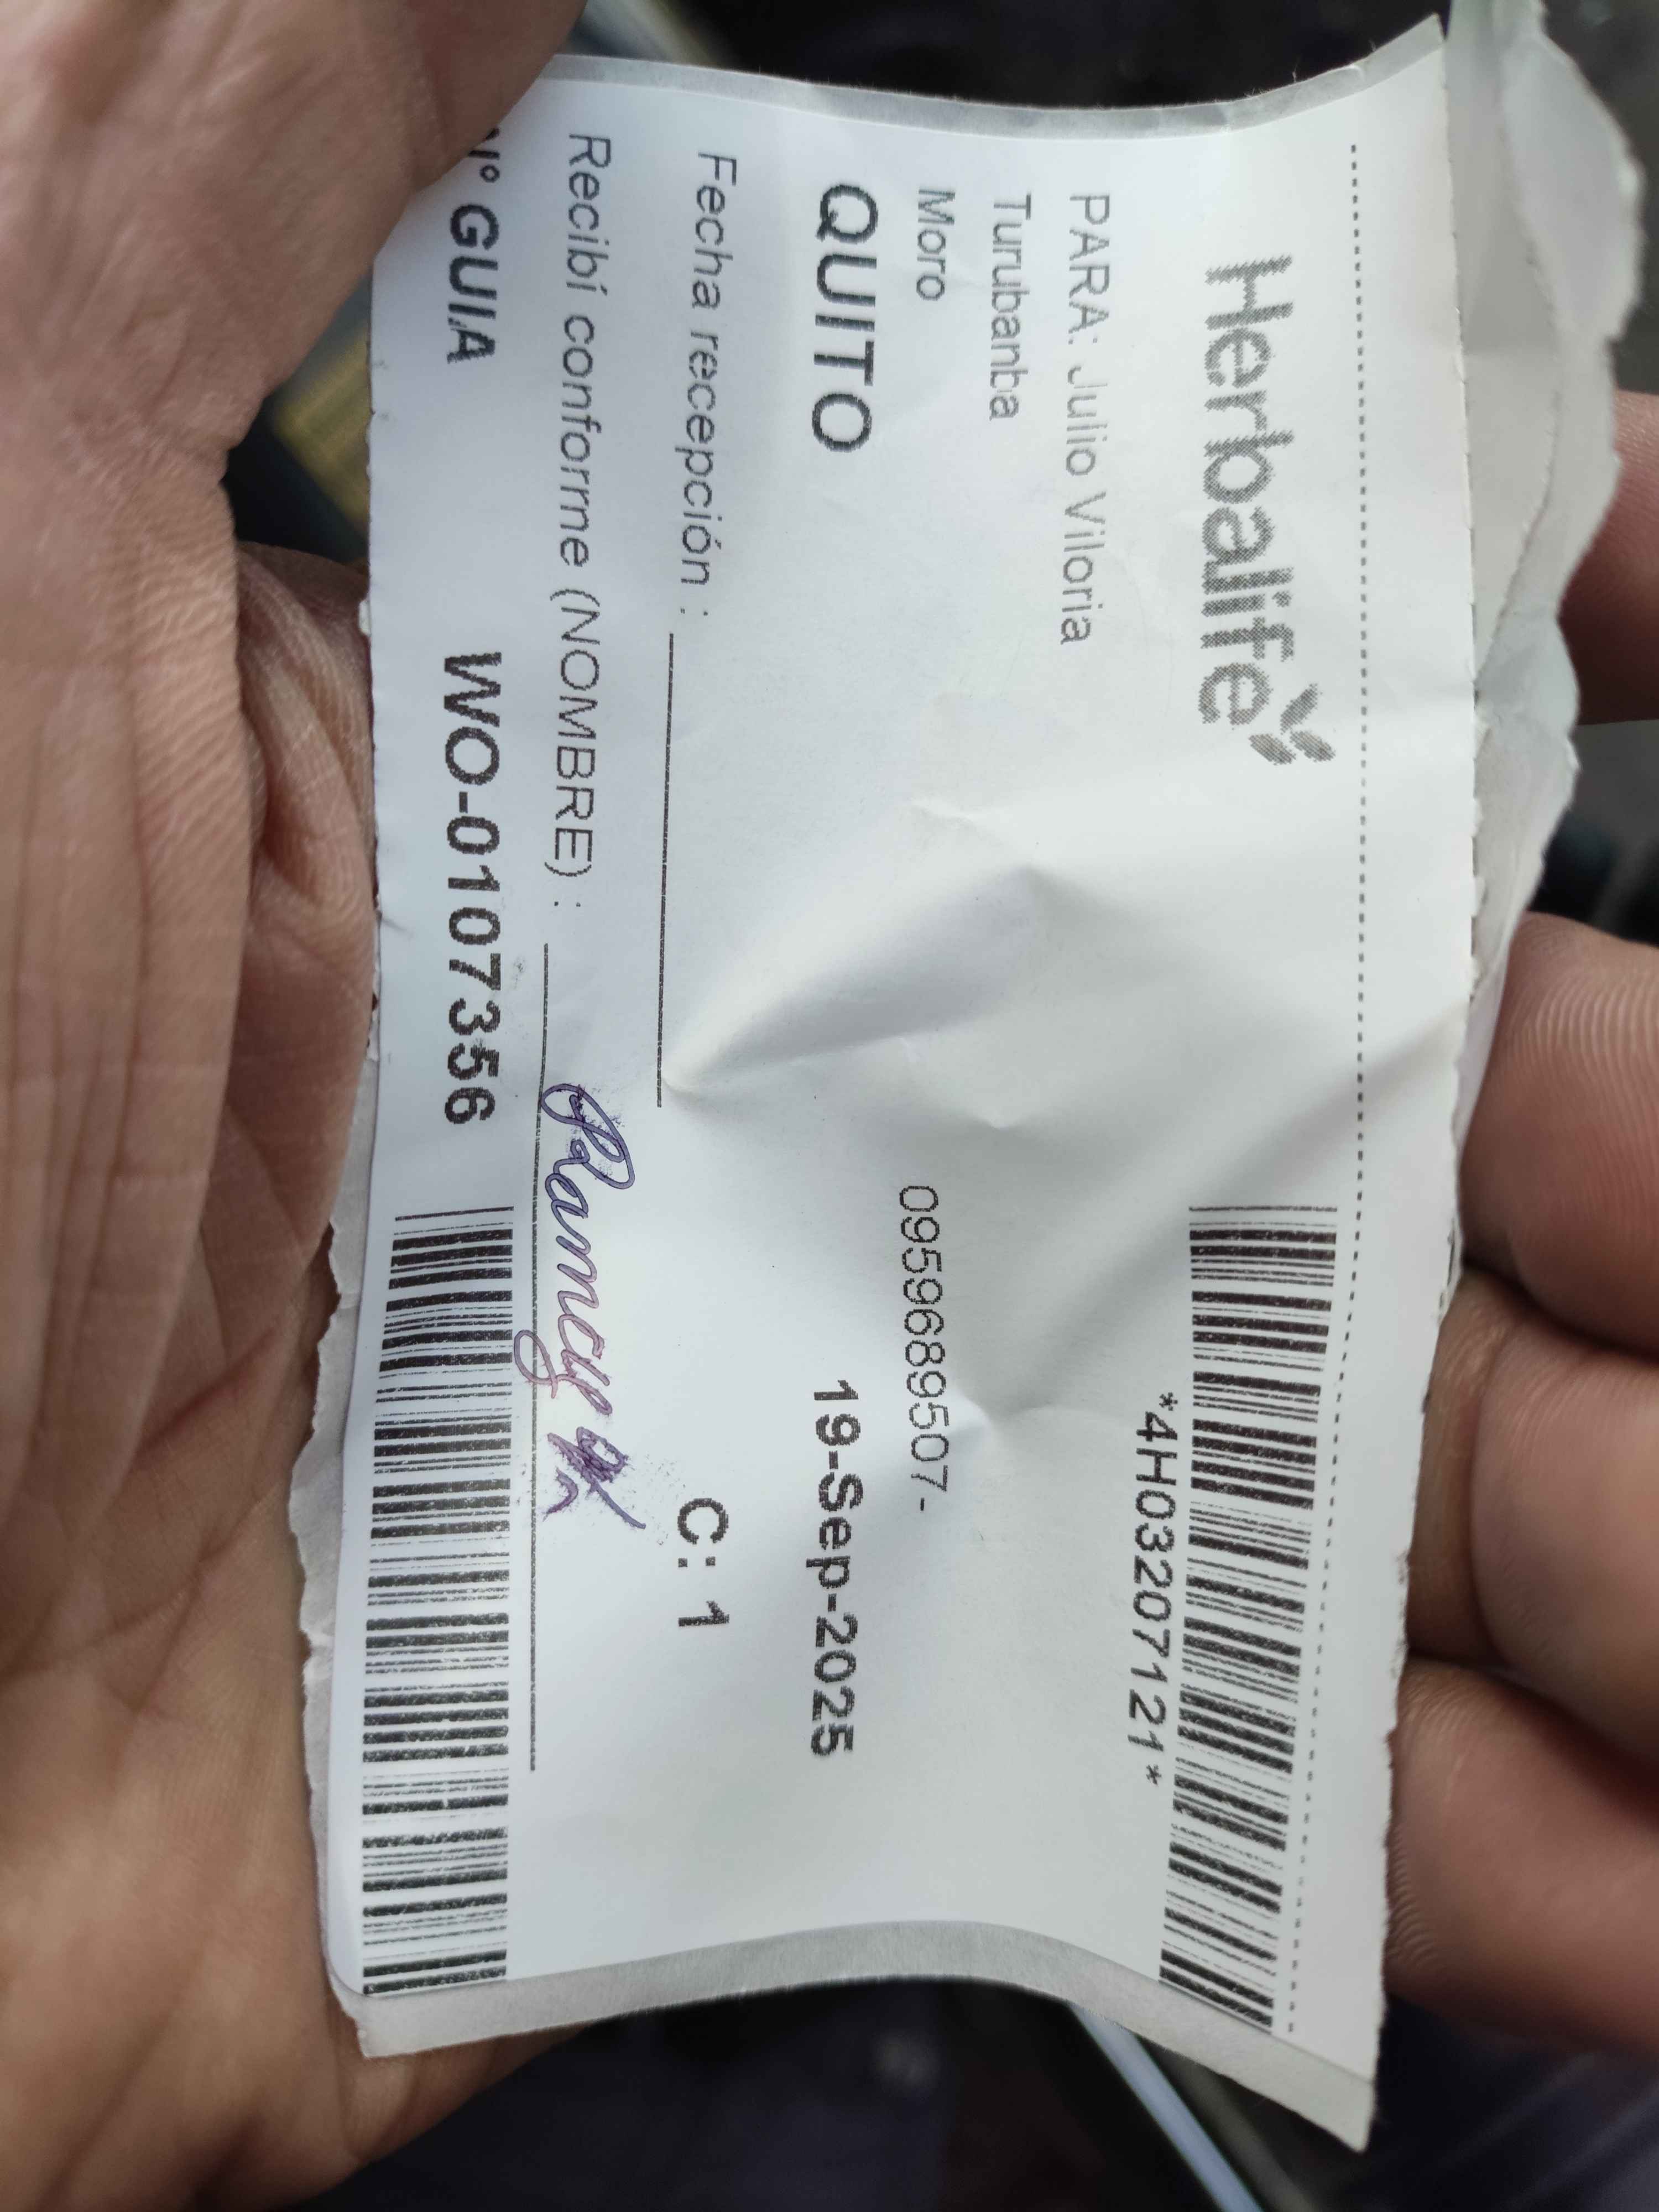 Herbalife
*4H03207121*
PARA: Julio Viloria
Turubanba
Moro
0959689507-
QUITO
19-Sep-2025
Fecha recepción :
C: 1
Recibí conforme (NOMBRE) :
N° GUIA WO-0107356